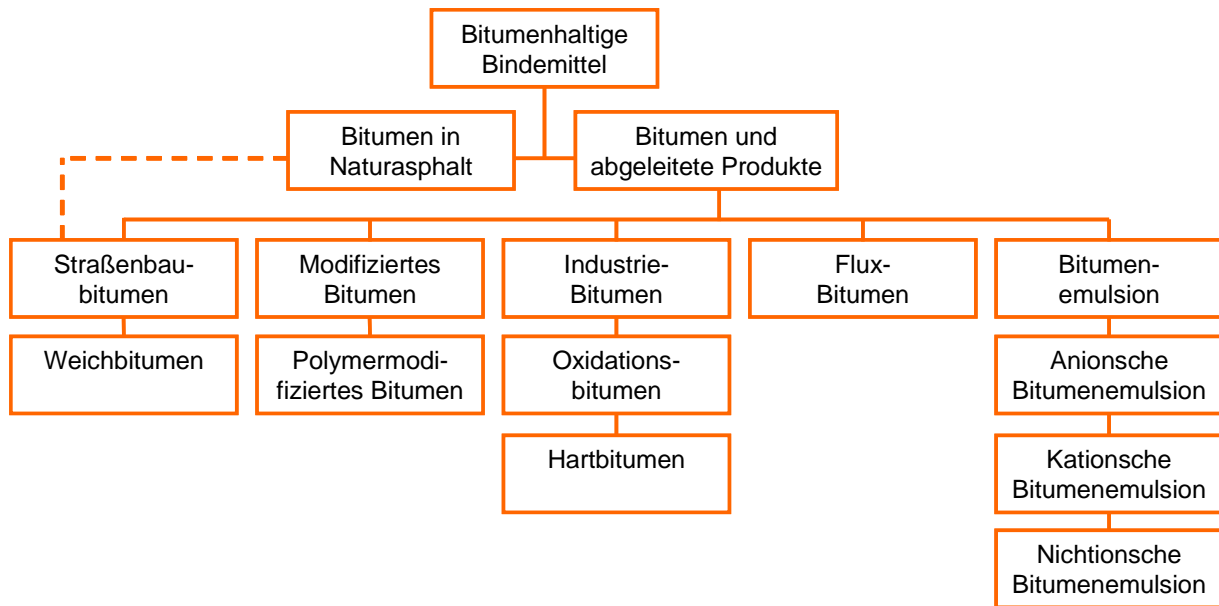 Bitumenhaltige
Bindemittel
Bitumen in
Naturasphalt
Bitumen und
abgeleitete Produkte
Straßenbau-
bitumen
Modifiziertes
Bitumen
Industrie-
Bitumen
Flux-
Bitumen
Bitumen-
emulsion
Weichbitumen
Polymermodi-
fiziertes Bitumen
Oxidations-
bitumen
Anionsche
Bitumenemulsion
Hartbitumen
Kationsche
Bitumenemulsion
Nichtionsche
Bitumenemulsion